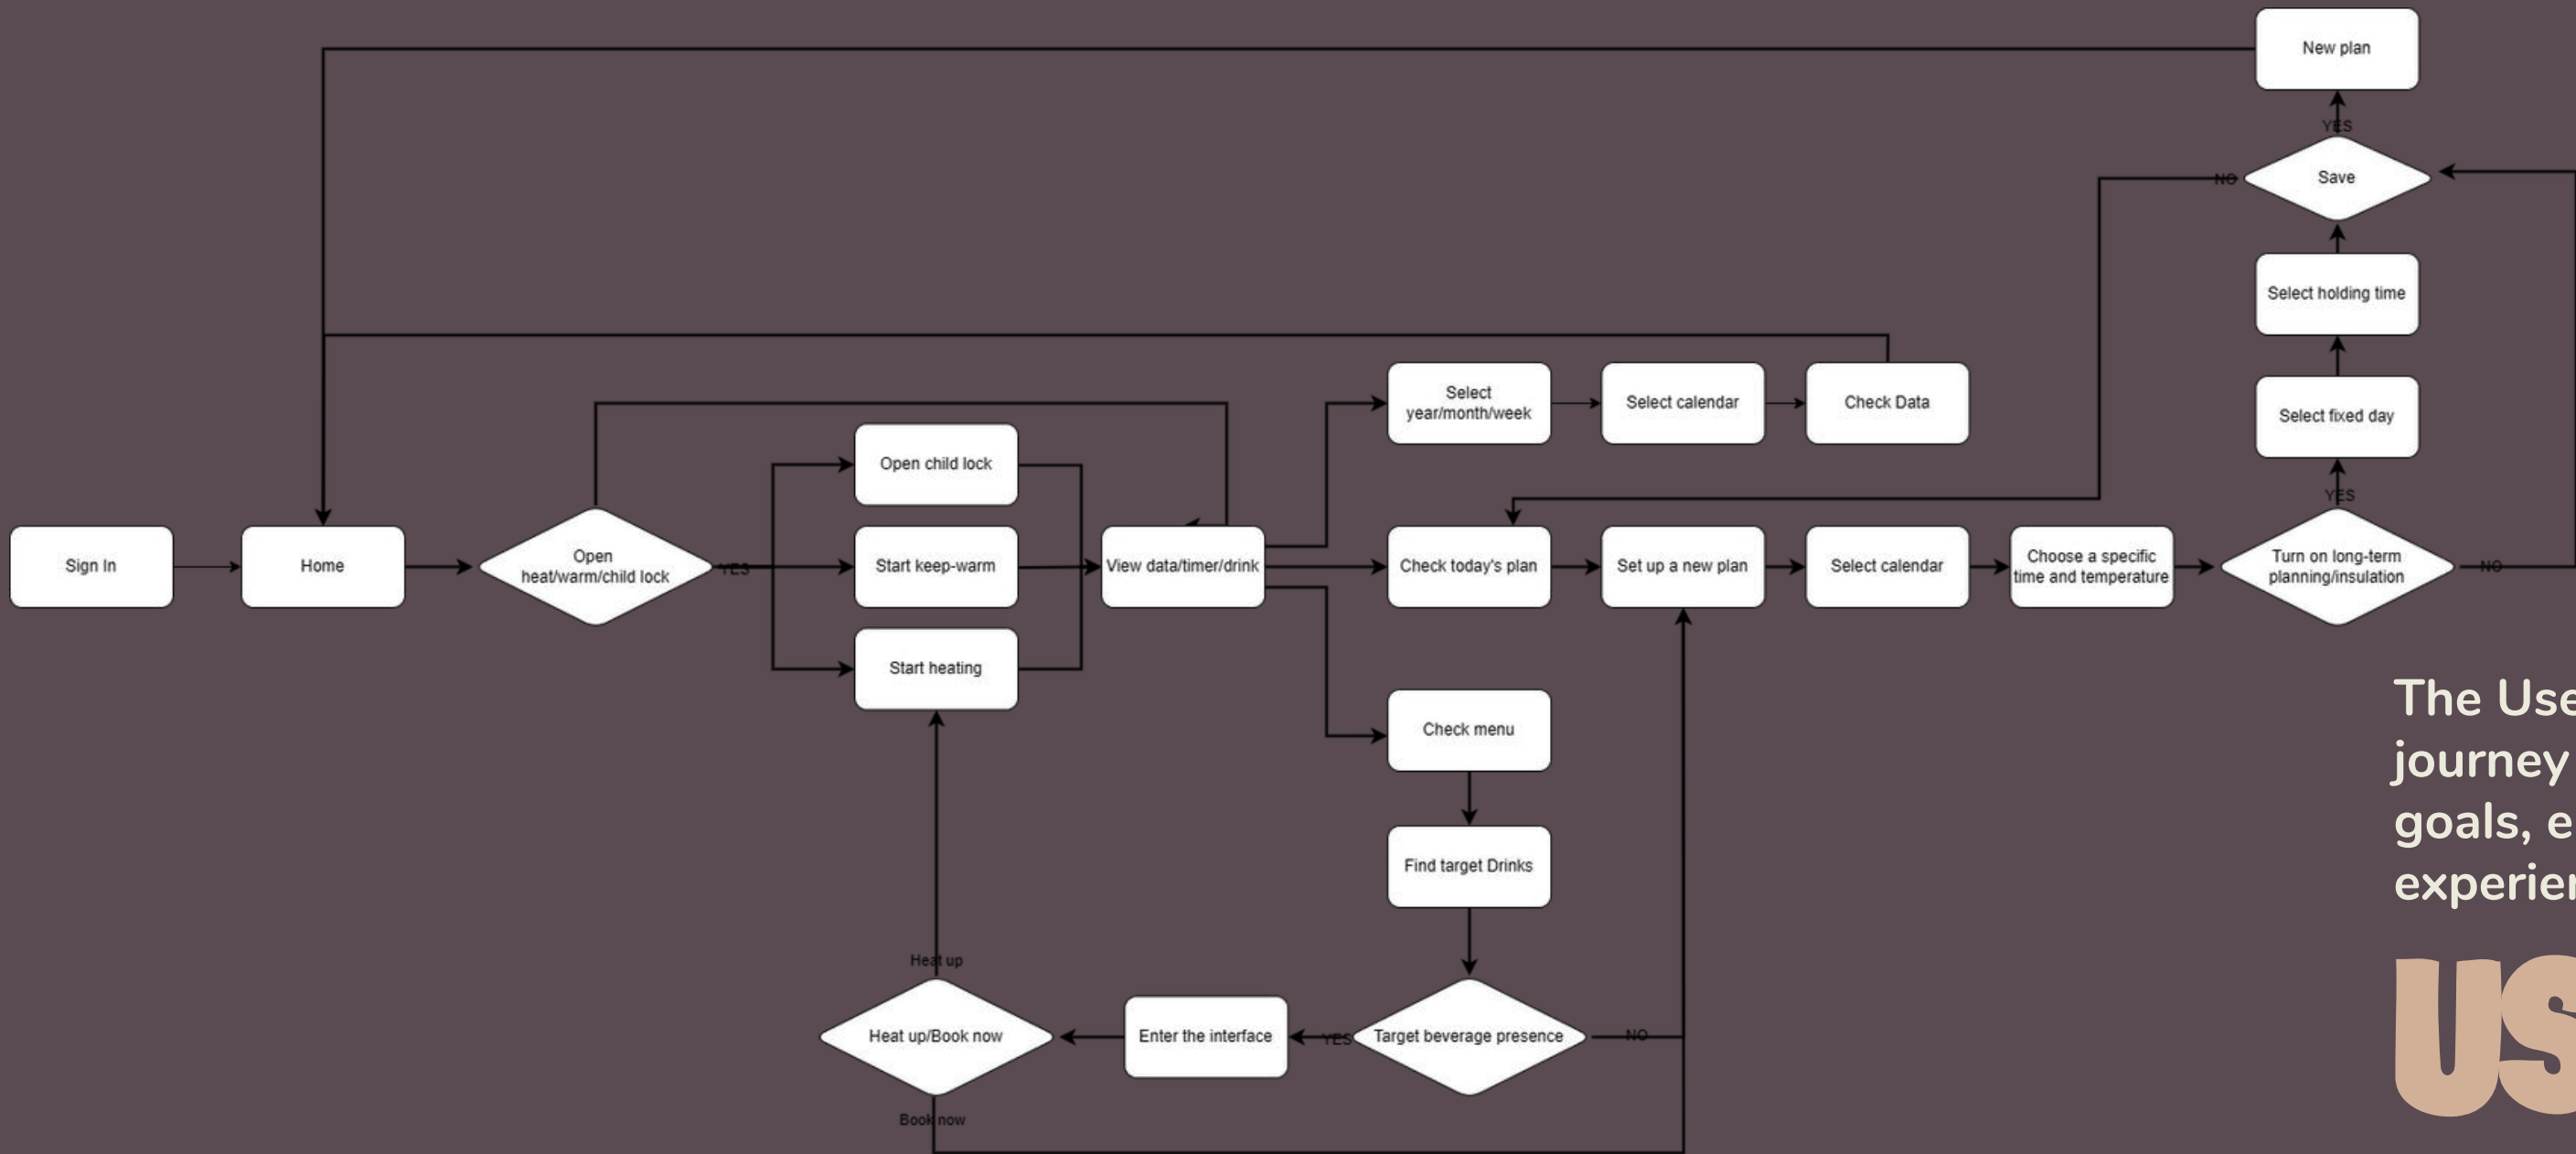 New plan
YES
Save
NO
Select holding time
Select
year/month/week
Select calendar
Check Data
Select fixed day
Open child lock
YES
Sign In
Home
Open
heat/warm/child lock
YES
Start keep-warm
View data/timer/drink
Check today's plan
Set up a new plan
Select calendar
Choose a specific
time and temperature
Turn on long-term
planning/insulation
NO
Start heating
Check menu
Find target Drinks
Heat up
Heat up/Book now
Enter the interface
YES
Target beverage presence
NO
Book now
The Use
journey
goals, e
experier
US